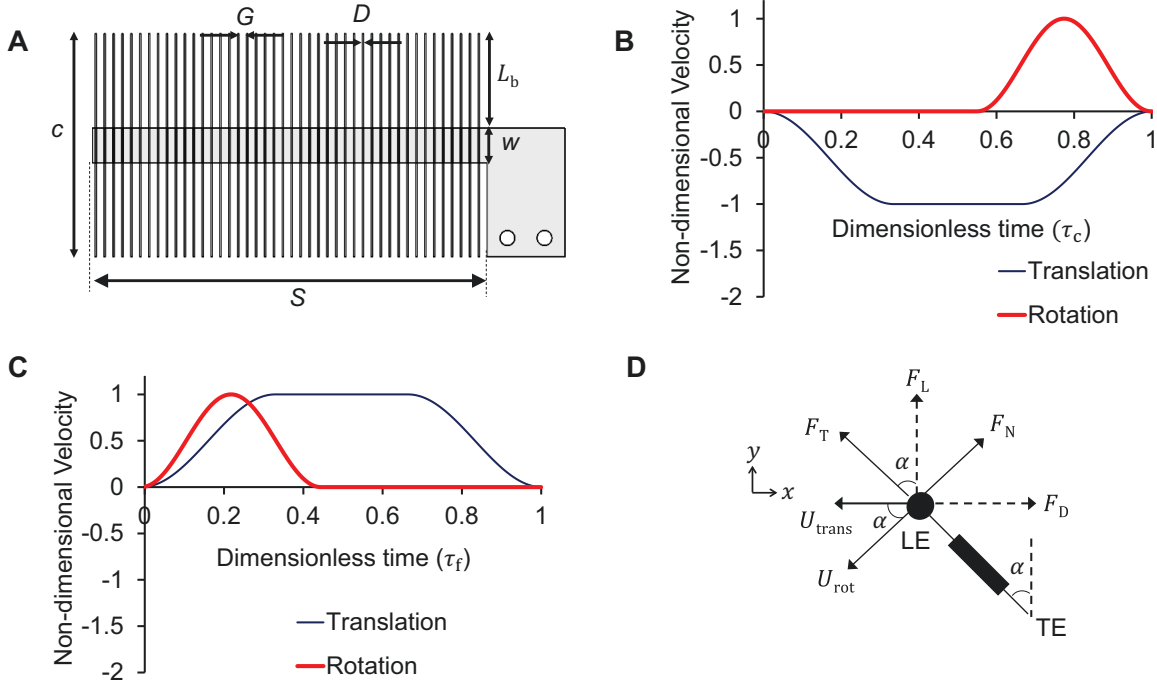 A
G
D
L_b
c
w
S
B
Non-dimensional Velocity
1
0.5
0
-0.5
-1
-1.5
-2
0
0.2
0.4
0.6
0.8
1
Dimensionless time (τ_c)
Translation
Rotation
C
Non-dimensional Velocity
1
0.5
0
-0.5
-1
-1.5
-2
0
0.2
0.4
0.6
0.8
1
Dimensionless time (τ_f)
Translation
Rotation
D
F_L
F_T
F_N
α
y
x
U_trans
α
LE
F_D
U_rot
α
TE